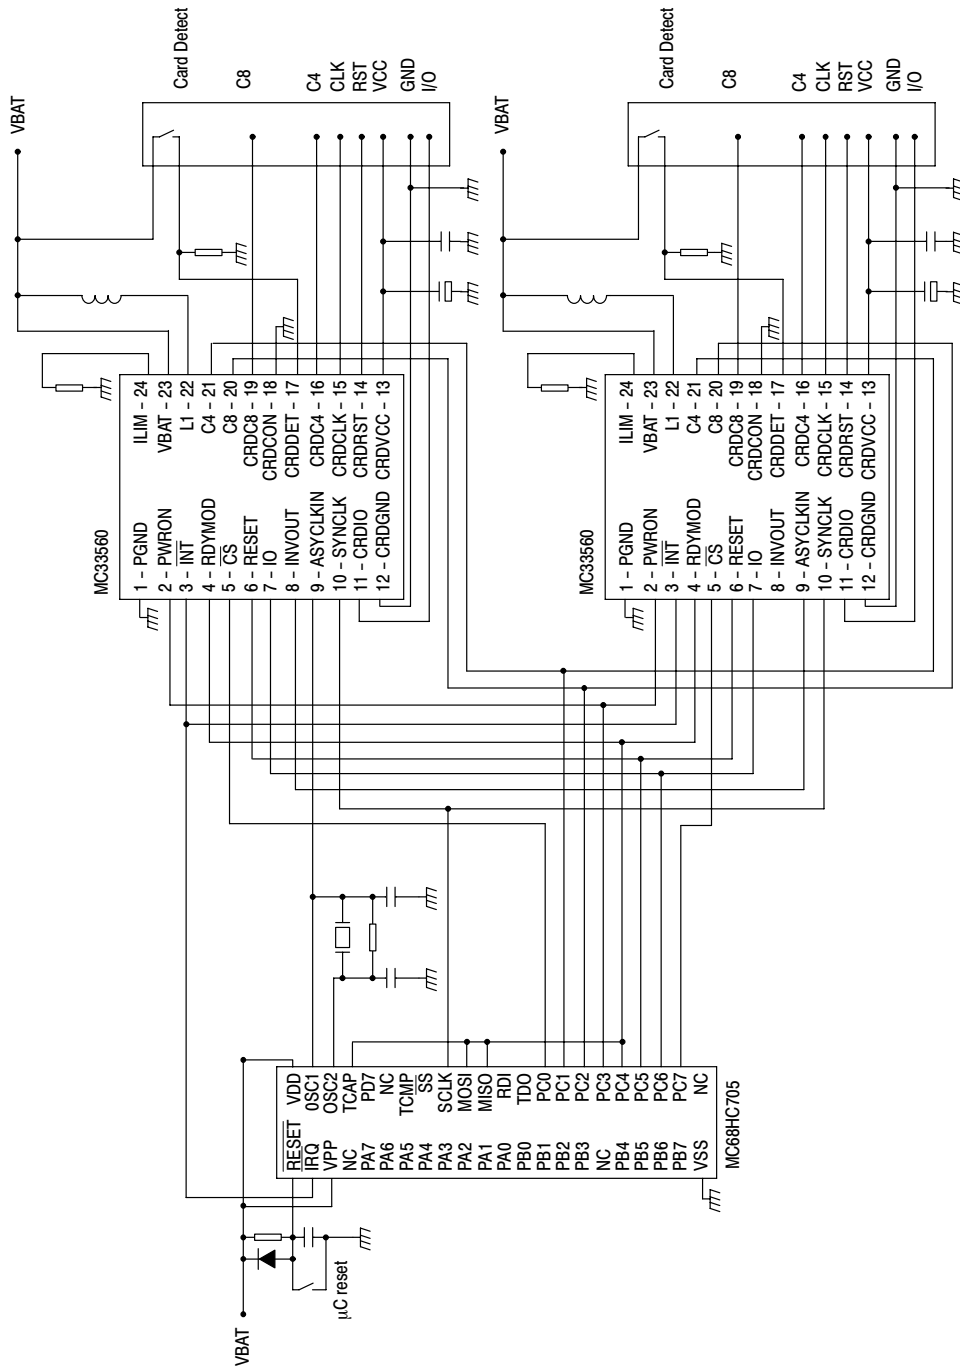 VBAT
Card Detect
C8
C4
CLK
RST
VCC
GND
I/O
MC33560
1 - PGND
2 - PWRON
3 - INT
4 - RDYMOD
5 - CS
6 - RESET
7 - IO
8 - INVOUT
9 - ASYCLKIN
10 - SYNCLK
11 - CRDIO
12 - CRDGND
ILIM - 24
VBAT - 23
L1 - 22
C4 - 21
C8 - 20
CRDC8 - 19
CRDCON - 18
CRDDET - 17
CRDC4 - 16
CRDCLK - 15
CRDRST - 14
CRDVCC - 13
VBAT
Card Detect
C8
C4
CLK
RST
VCC
GND
I/O
MC33560
1 - PGND
2 - PWRON
3 - INT
4 - RDYMOD
5 - CS
6 - RESET
7 - IO
8 - INVOUT
9 - ASYCLKIN
10 - SYNCLK
11 - CRDIO
12 - CRDGND
ILIM - 24
VBAT - 23
L1 - 22
C4 - 21
C8 - 20
CRDC8 - 19
CRDCON - 18
CRDDET - 17
CRDC4 - 16
CRDCLK - 15
CRDRST - 14
CRDVCC - 13
VBAT
μC reset
RESET
IRQ
VPP
NC
PA7
PA6
PA5
PA4
PA3
PA2
PA1
PA0
PB0
PB1
PB2
PB3
NC
PB4
PB5
PB6
PB7
VSS
VDD
0SC1
OSC2
TCAP
PD7
NC
TCMP
SS
SCLK
MOSI
MISO
RDI
TDO
PC0
PC1
PC2
PC3
PC4
PC5
PC6
PC7
NC
MC68HC705